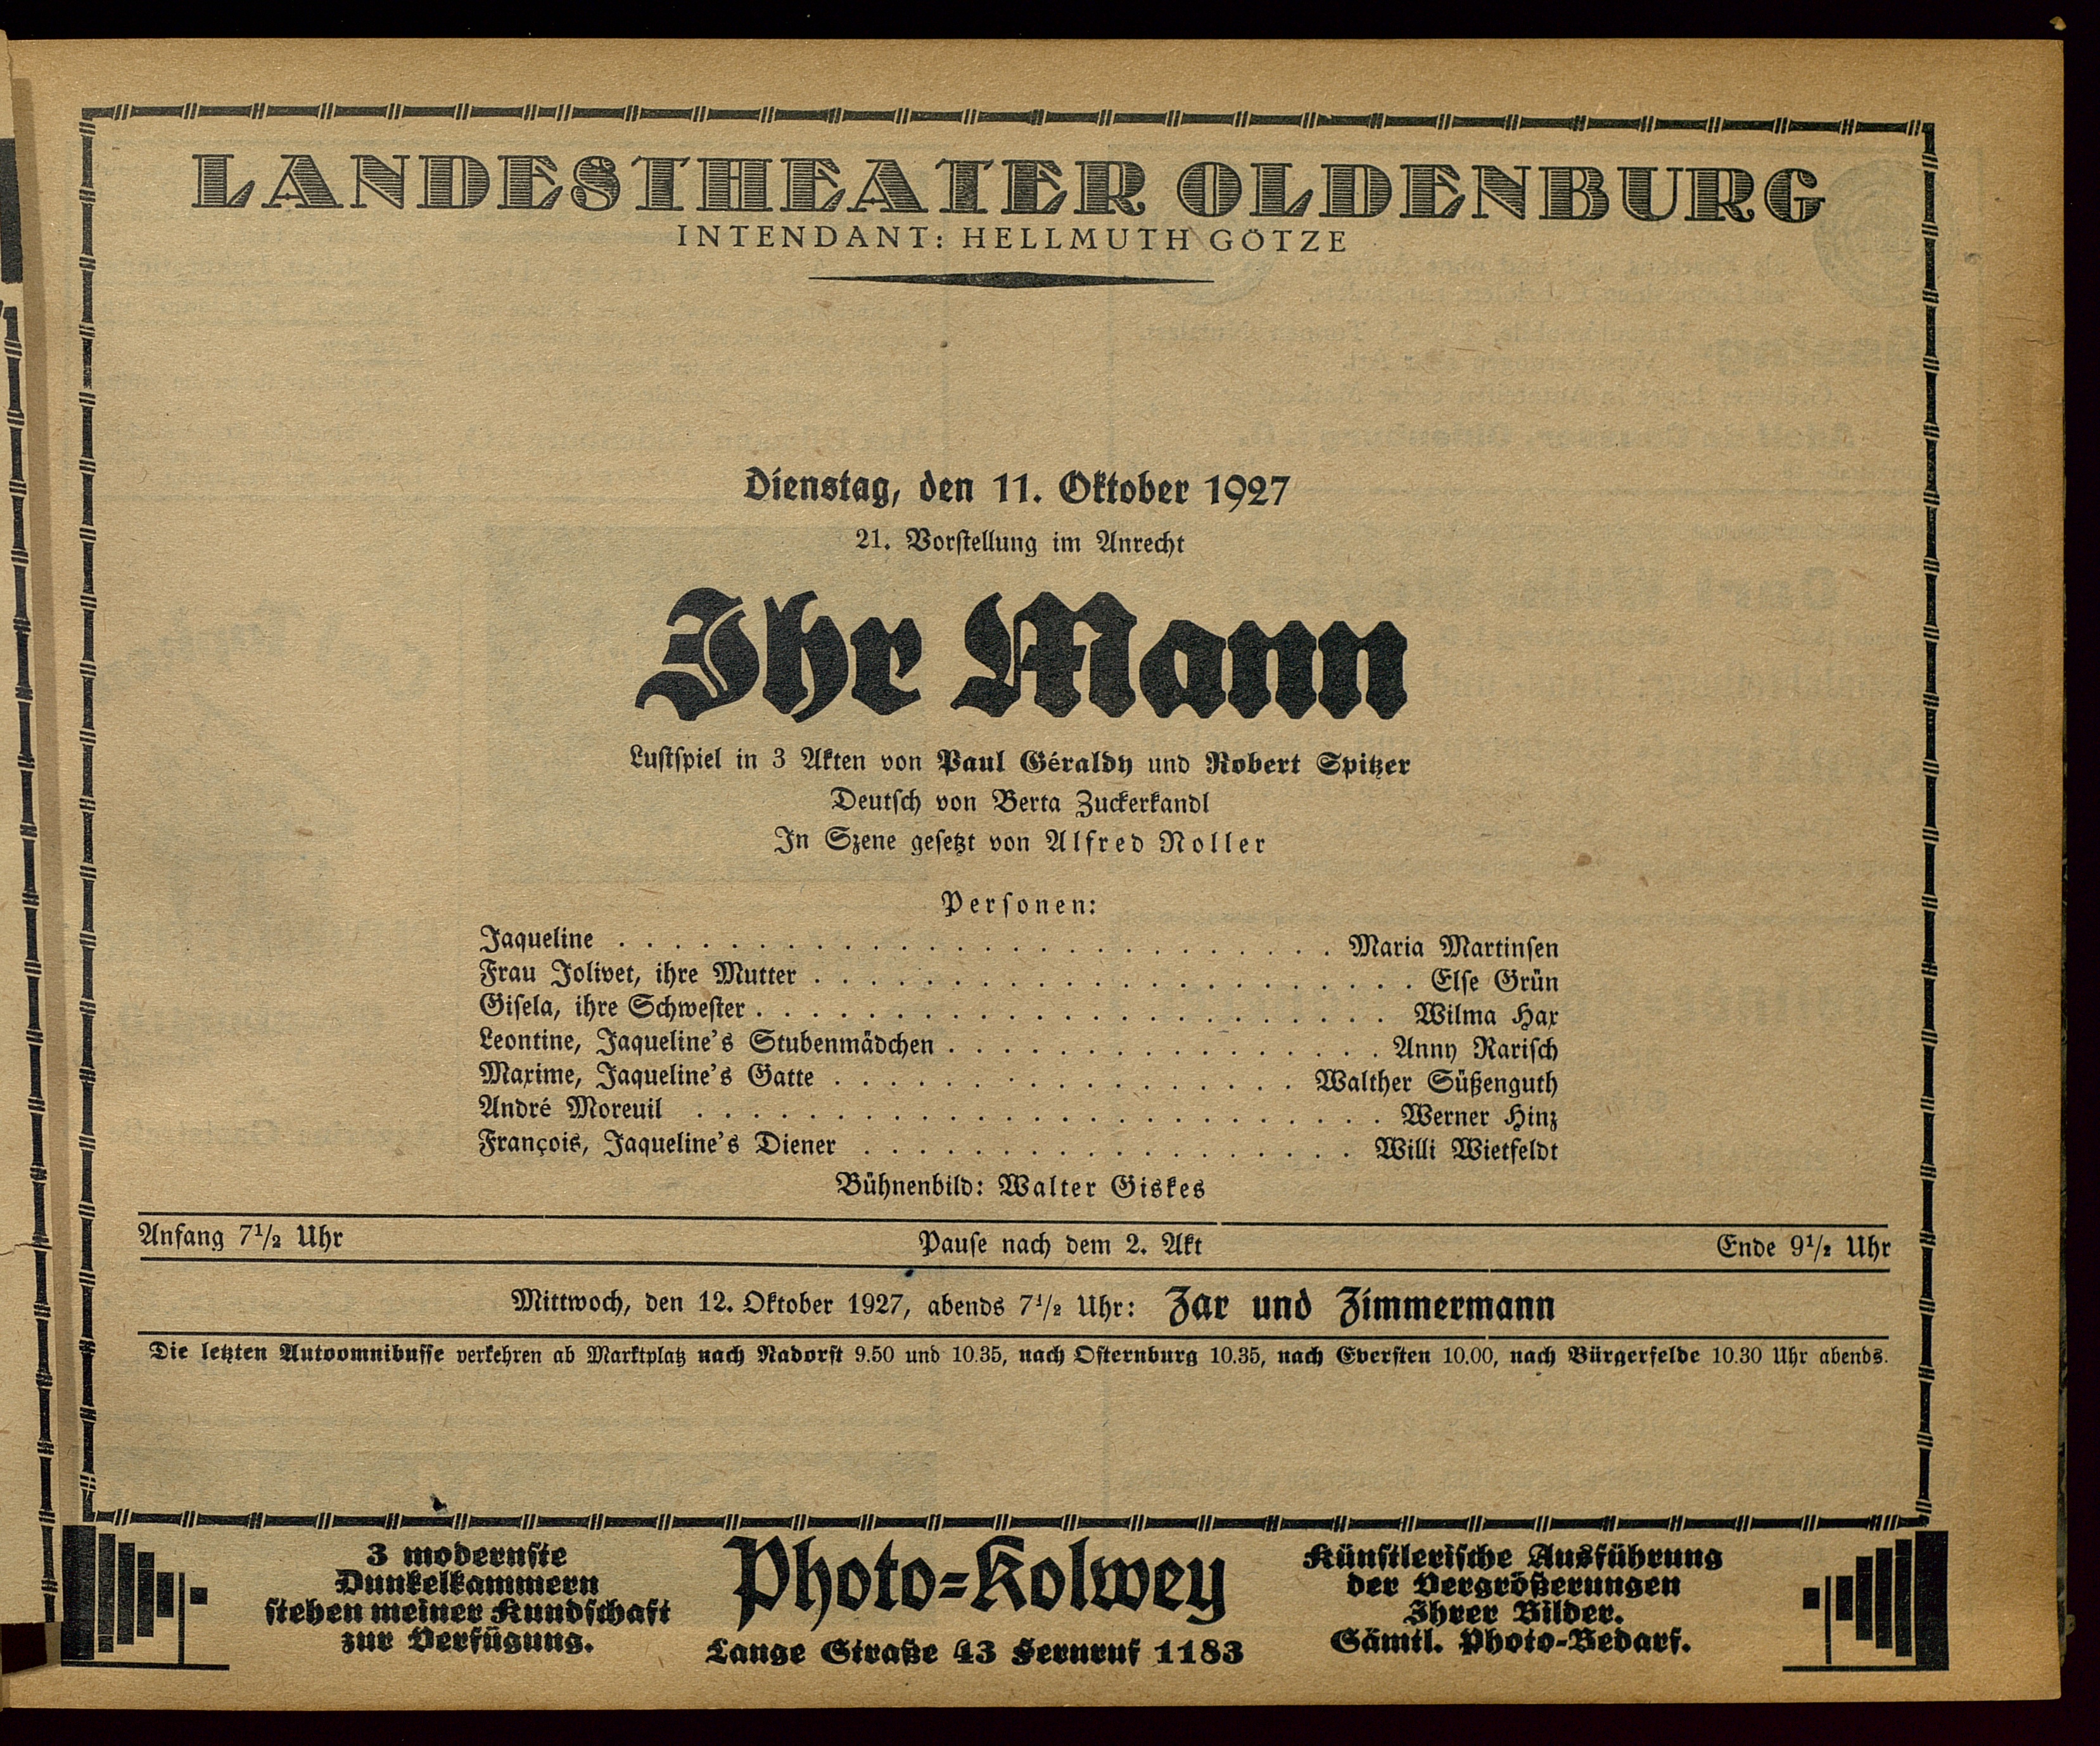 LANDESTHEATER OLDENBURG
INTENDANT: HELLMUTH GÖTZE
Dienstag, den 11. Oktober 1927
21. Vorstellung im Anrecht
Ihr Mann
Lustspiel in 3 Akten von Paul Géraldy und Robert Spitzer
Deutsch von Berta Zuckerkandl
In Szene gesetzt von Alfred Noller
Personen:
Jaqueline . . . . . . . . . . Maria Martinsen
Frau Jolivet, ihre Mutter . . . . . . . . . . Else Grün
Gisela, ihre Schwester . . . . . . . . . . Wilma Hax
Leontine, Jaqueline's Stubenmädchen . . . . . . . . . . Anny Rarisch
Maxime, Jaqueline's Gatte . . . . . . . . . . Walther Süßenguth
André Moreuil . . . . . . . . . . Werner Hinz
François, Jaqueline's Diener . . . . . . . . . . Willi Wietfeldt
Bühnenbild: Walter Giskes
Anfang 7½ Uhr Pause nach dem 2. Akt Ende 9½ Uhr
Mittwoch, den 12. Oktober 1927, abends 7½ Uhr: Zar und Zimmermann
Die letzten Autoomnibusse verkehren ab Marktplatz nach Nadorst 9.50 und 10.35, nach Osternburg 10.35, nach Eversten 10.00, nach Bürgerfelde 10.30 Uhr abends.
3 modernste
Dunkelkammern
stehen meiner Kundschaft
zur Verfügung.
Photo-Kolwey
Lange Straße 43 Fernruf 1183
Künstlerische Ausführung
der Vergrößerungen
Ihrer Bilder.
Sämtl. Photo-Bedarf.